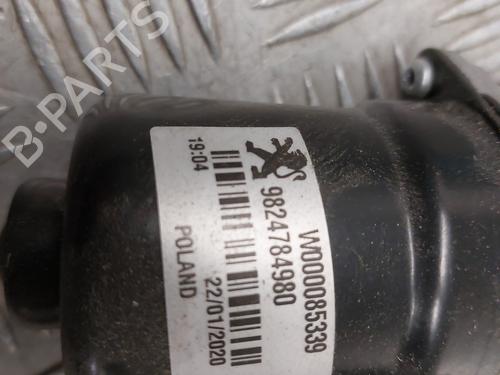 B-PARTS
19:04
9824784980
W000085339
POLAND
22/01/2020